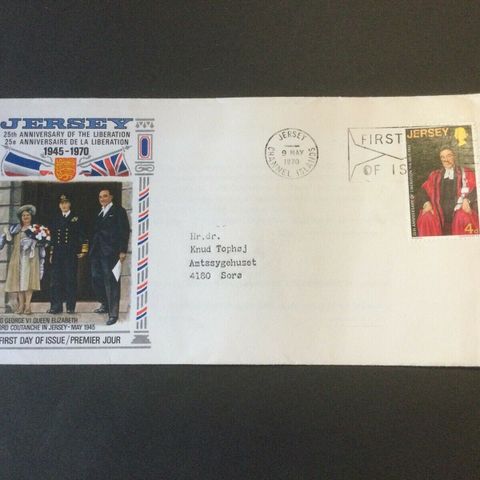 JERSEY
25th ANNIVERSARY OF THE LIBERATION
25e ANNIVERSAIRE DE LA LIBERATION
1945-1970
GEORGE VI QUEEN ELIZABETH
COUTANCHE IN JERSEY - MAY 1945
FIRST DAY OF ISSUE/PREMIER JOUR
JERSEY
9 MAY
1970
CHANNEL ISLANDS
FIRST
OF IS
JERSEY
4d
Hr.dr.
Knud Tophøj
Amtssygehuset
4180 Sorø